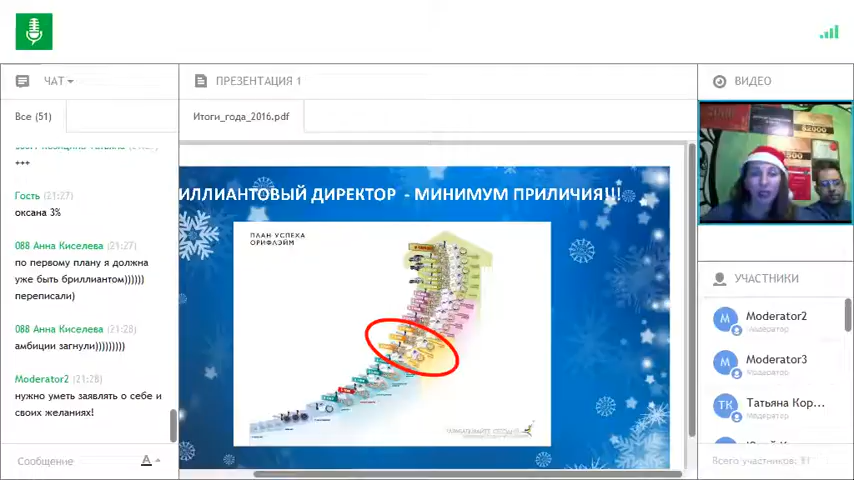 ЧАТ
Все (51)
+++
Гость (21:27)
оксана 3%
088 Анна Киселева (21:27)
по первому плану я должна
уже быть бриллиантом))))))
переписали)
088 Анна Киселева (21:28)
амбиции загнули)))))))))
Moderator2 (21:28)
нужно уметь заявлять о себе и
своих желаниях!
Сообщение
A
ПРЕЗЕНТАЦИЯ 1
Итоги_года_2016.pdf
ИЛЛИАНТОВЫЙ ДИРЕКТОР - МИНИМУМ ПРИЛИЧИЯ!!!
ПЛАН УСПЕХА
ОРИФЛЭЙМ
ВИДЕО
$2000
УЧАСТНИКИ
M
Moderator2
Модератор
M
Moderator3
Модератор
ТК
Татьяна Кор...
Модератор
Всего участников: